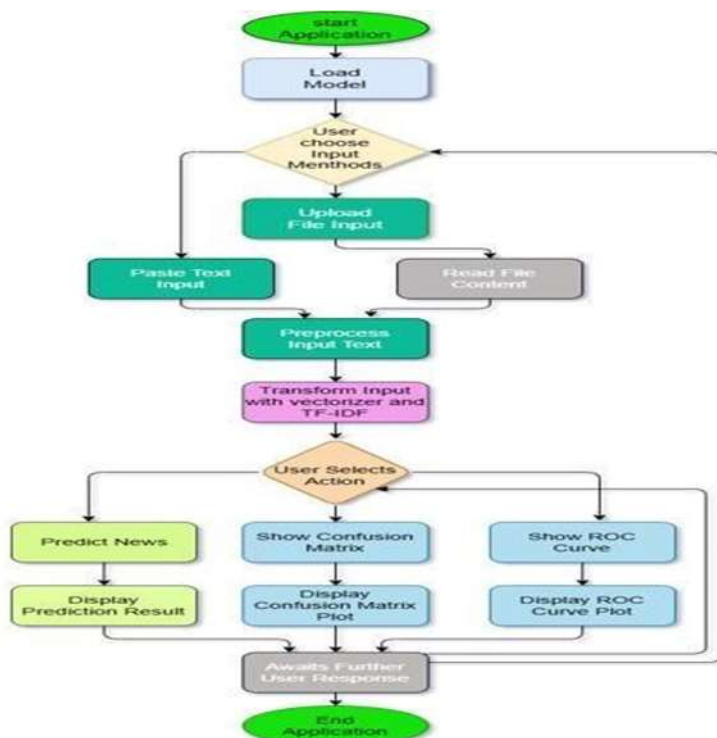 start
Application
Load
Model
User
choose
Input
Menthods
Upload
File Input
Paste Text
Input
Read File
Content
Preprocess
Input Text
Transform Input
with vectorizer and
TF-IDF
User Selects
Action
Predict News
Show Confusion
Matrix
Show ROC
Curve
Display
Prediction Result
Display
Confusion Matrix
Plot
Display ROC
Curve Plot
Awaits Further
User Response
End
Application